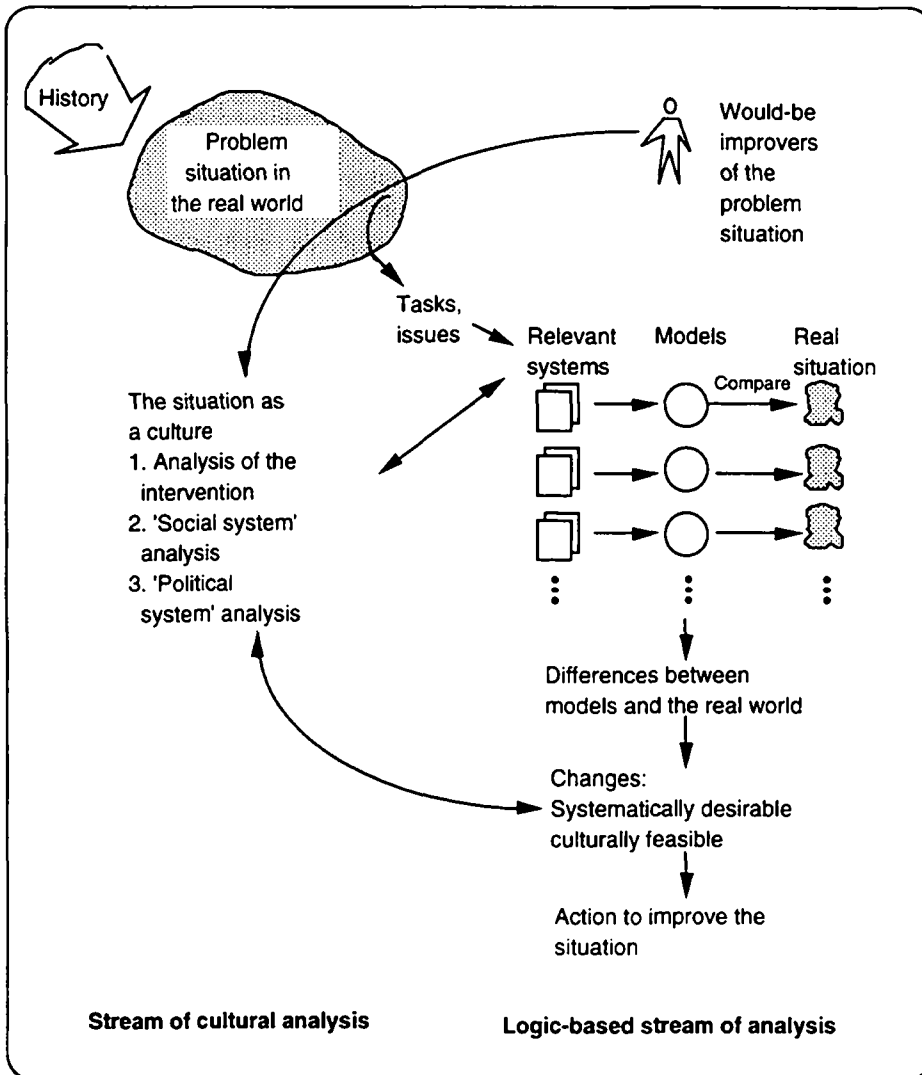 History
Problem
situation in
the real world
Would-be
improvers
of the
problem
situation
Tasks,
issues
Relevant
systems
Models
Real
situation
Compare
The situation as
a culture
1. Analysis of the
intervention
2. 'Social system'
analysis
3. 'Political
system' analysis
Differences between
models and the real world
Changes:
Systematically desirable
culturally feasible
Action to improve the
situation
Stream of cultural analysis
Logic-based stream of analysis